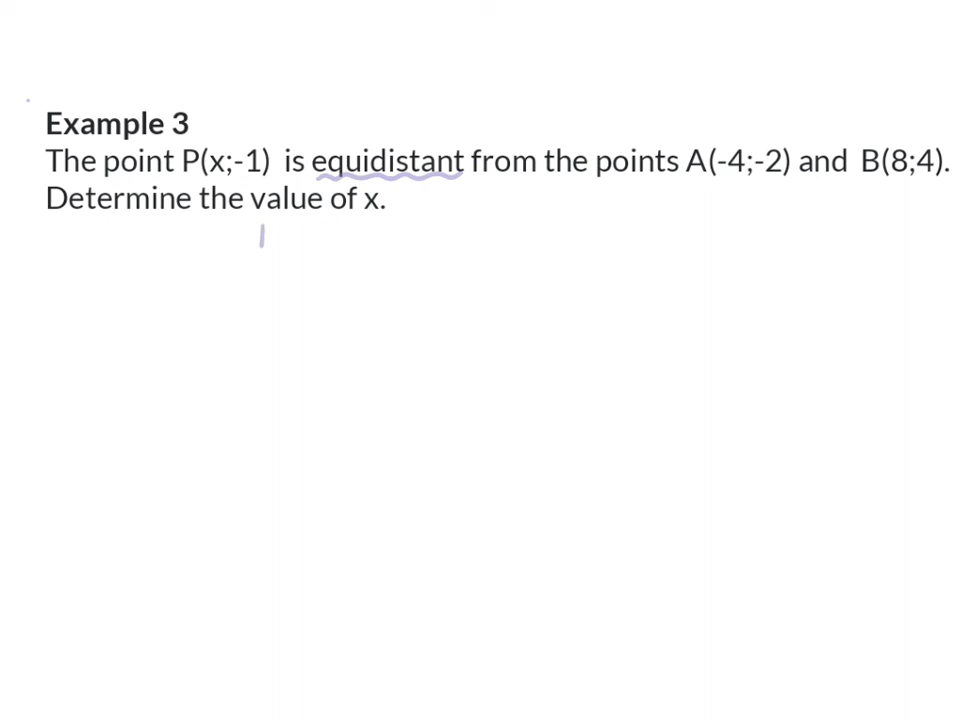 Example 3
The point P(x;-1) is equidistant from the points A(-4;-2) and B(8;4).
Determine the value of x.